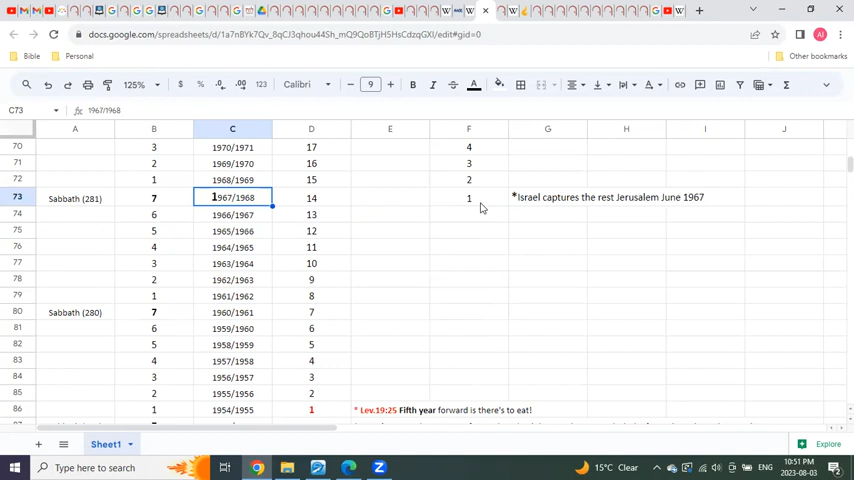 docs.google.com/spreadsheets/d/1a7nBYks6Dyv_8qCJ3qhou44Sh_MYpskhCoBTjH5HsCdzqGXI/edit#gid=0
Bible Personal Other bookmarks
125% $ % .0 .00 123 Calibri 9 B I A
C73 fx 1967/1968
A B C D E F G H I J
70 3 1970/1971 17 4
71 2 1969/1970 16 3
72 1 1968/1969 15 2
73 Sabbath (281) 7 1967/1968 14 1 *Israel captures the rest Jerusalem June 1967
74 6 1966/1967 13
75 5 1965/1966 12
76 4 1964/1965 11
77 3 1963/1964 10
78 2 1962/1963 9
79 1 1961/1962 8
80 Sabbath (280) 7 1960/1961 7
81 6 1959/1960 6
82 5 1958/1959 5
83 4 1957/1958 4
84 3 1956/1957 3
85 2 1955/1956 2
86 1 1954/1955 1 * Lev.19:25 Fifth year forward is there's to eat!
Sheet1 Explore
Type here to search 15°C Clear ENG 10:51 PM
2023-08-03 2